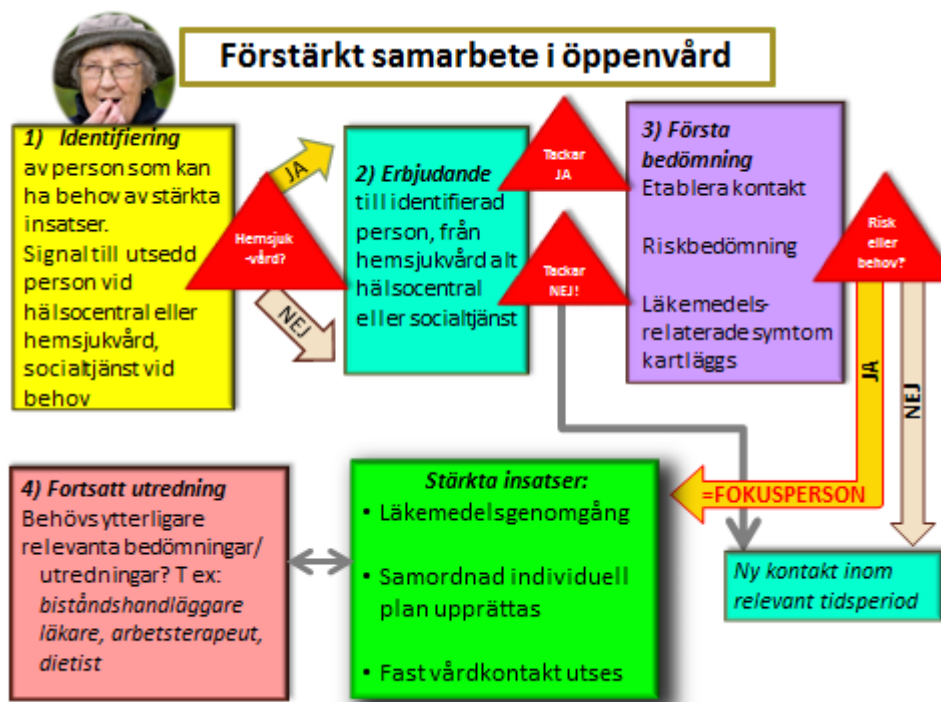 Förstärkt samarbete i öppenvård
1) Identifiering
av person som kan
ha behov av stärkta
insatser.
Signal till utsedd
person vid
hälsocentral eller
hemsjukvård,
socialtjänst vid
behov
Hemsjuk
-vård?
JA
NEJ
2) Erbjudande
till identifierad
person, från
hemsjukvård alt
hälsocentral
eller socialtjänst
Tackar
JA
Tackar
NEJ!
3) Första
bedömning
Etablera kontakt
Riskbedömning
Läkemedels-
relaterade symtom
kartläggs
Risk
eller
behov?
JA
NEJ
=FOKUSPERSON
4) Fortsatt utredning
Behövs ytterligare
relevanta bedömningar/
utredningar? T ex:
biståndshandläggare
läkare, arbetsterapeut,
dietist
Stärkta insatser:
• Läkemedelsgenomgång
• Samordnad individuell
plan upprättas
• Fast vårdkontakt utses
Ny kontakt inom
relevant tidsperiod